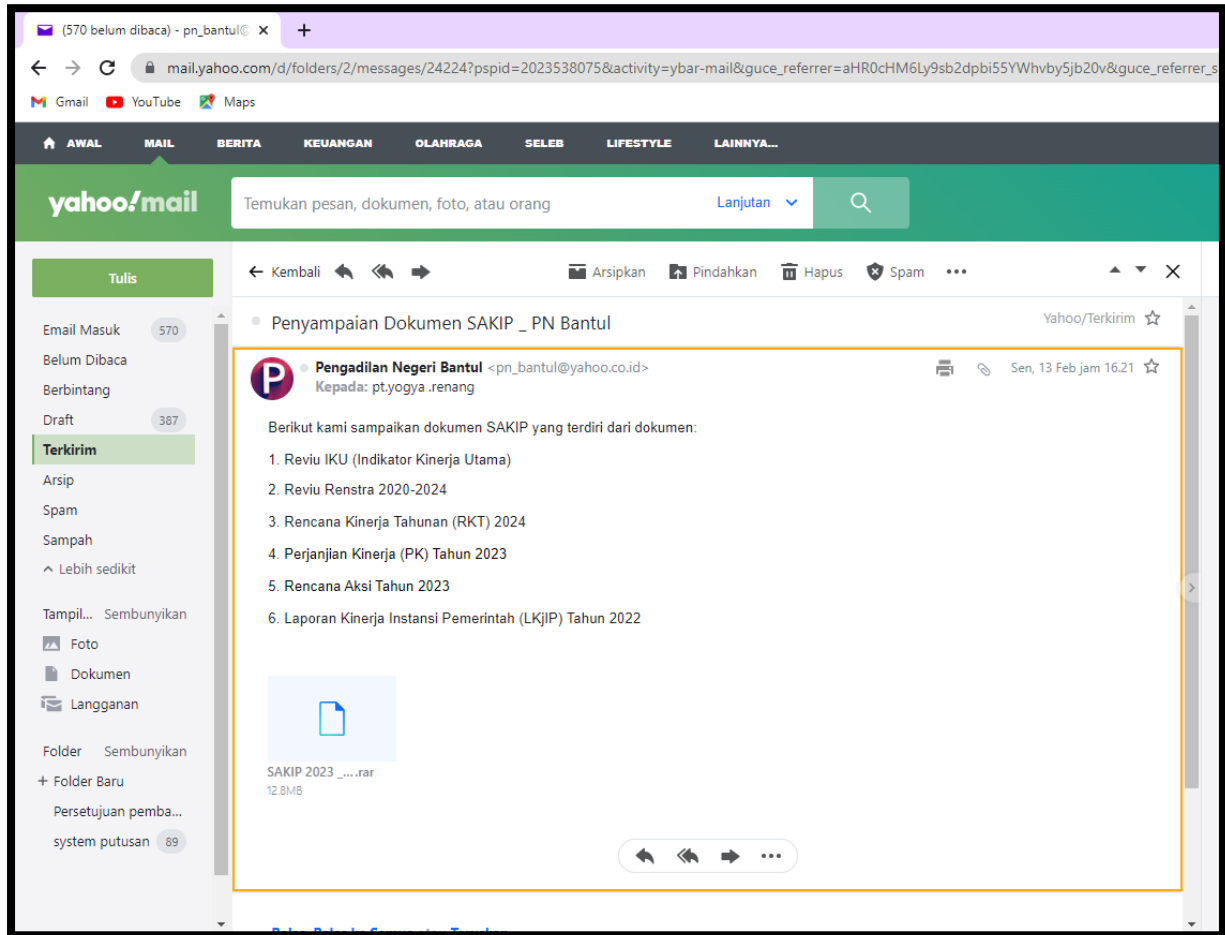 (570 belum dibaca) - pn_bantul@
mail.yahoo.com/d/folders/2/messages/24224?pspid=2023538075&activity=ybar-mail&guce_referrer=aHR0cHM6Ly9sb2dpbi55YWhvby5jb20v&guce_referrer_s
Gmail YouTube Maps
AWAL MAIL BERITA KEUANGAN OLAHRAGA SELEB LIFESTYLE LAINNYA...
yahoo!mail Temukan pesan, dokumen, foto, atau orang Lanjutan
Tulis
Kembali Arsipkan Pindahkan Hapus Spam
Email Masuk 570
Belum Dibaca
Berbintang
Draft 387
Terkirim
Arsip
Spam
Sampah
Lebih sedikit
Tampil... Sembunyikan
Foto
Dokumen
Langganan
Folder Sembunyikan
+ Folder Baru
Persetujuan pemba...
system putusan 89
Penyampaian Dokumen SAKIP _ PN Bantul Yahoo/Terkirim
P
Pengadilan Negeri Bantul <pn_bantul@yahoo.co.id> Sen, 13 Feb jam 16.21
Kepada: pt.yogya .renang
Berikut kami sampaikan dokumen SAKIP yang terdiri dari dokumen:
1. Reviu IKU (Indikator Kinerja Utama)
2. Reviu Renstra 2020-2024
3. Rencana Kinerja Tahunan (RKT) 2024
4. Perjanjian Kinerja (PK) Tahun 2023
5. Rencana Aksi Tahun 2023
6. Laporan Kinerja Instansi Pemerintah (LKjIP) Tahun 2022
SAKIP 2023 _... .rar
12.8MB